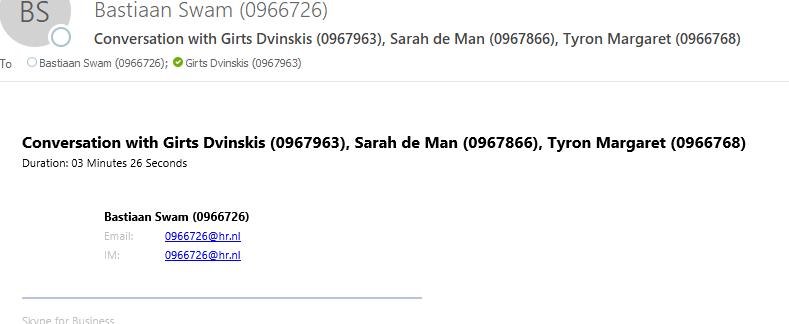 BS
Bastiaan Swam (0966726)
Conversation with Girts Dvinskis (0967963), Sarah de Man (0967866), Tyron Margaret (0966768)
To Bastiaan Swam (0966726); Girts Dvinskis (0967963)
Conversation with Girts Dvinskis (0967963), Sarah de Man (0967866), Tyron Margaret (0966768)
Duration: 03 Minutes 26 Seconds
Bastiaan Swam (0966726)
Email: 0966726@hr.nl
IM: 0966726@hr.nl
Skype for Business